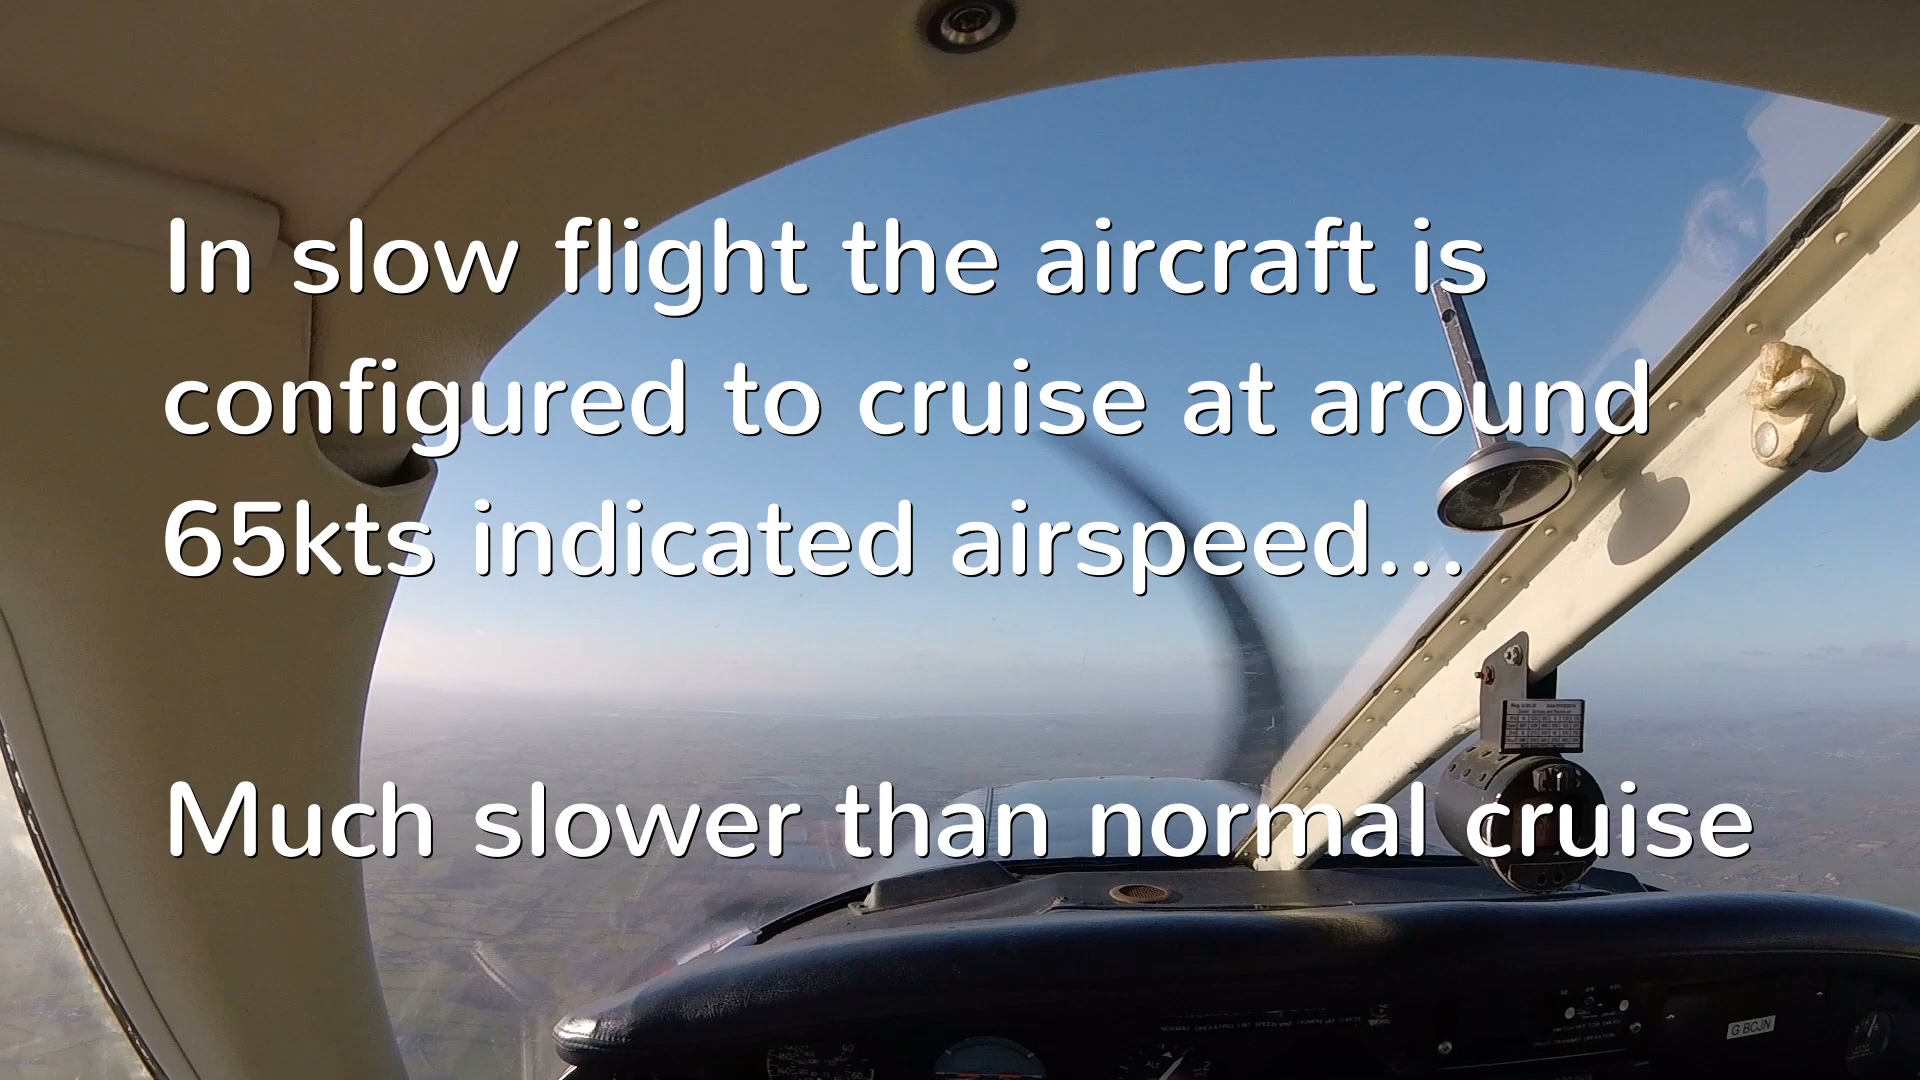 In slow flight the aircraft is
configured to cruise at around
65kts indicated airspeed...
Much slower than normal cruise
G BCJN
ALT